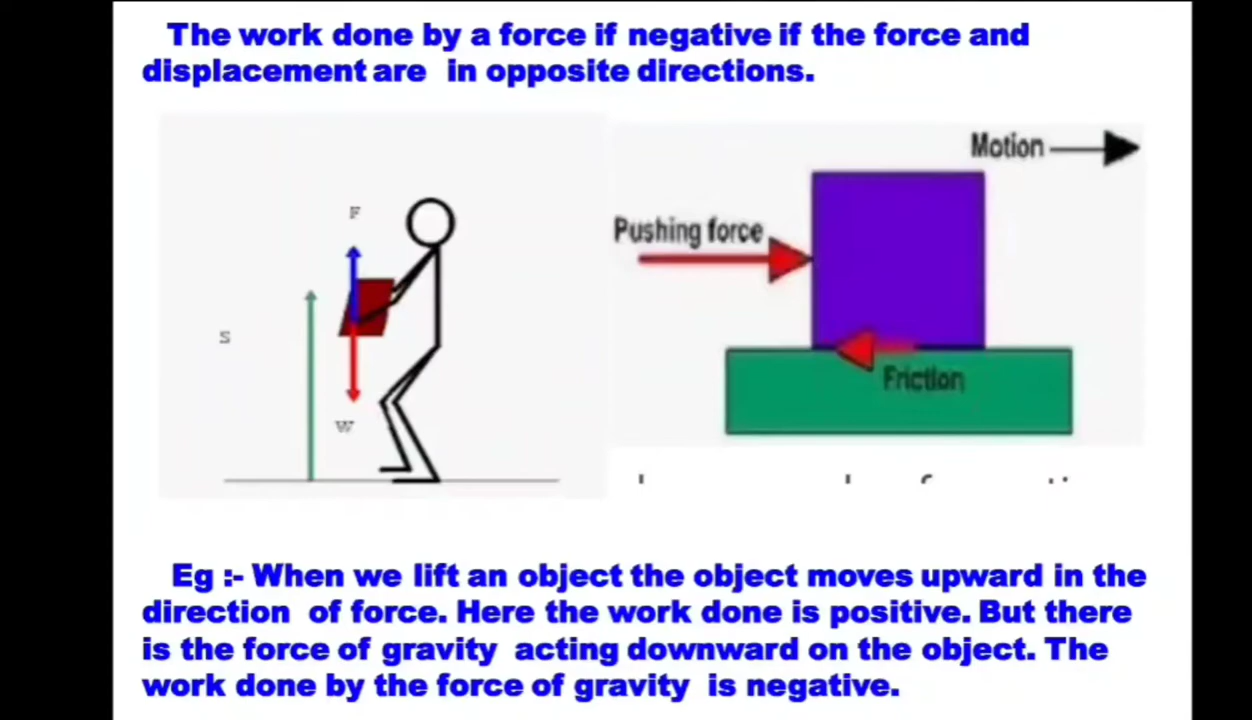 The work done by a force if negative if the force and
displacement are in opposite directions.
Motion
F
Pushing force
S
Friction
W
Eg :- When we lift an object the object moves upward in the
direction of force. Here the work done is positive. But there
is the force of gravity acting downward on the object. The
work done by the force of gravity is negative.